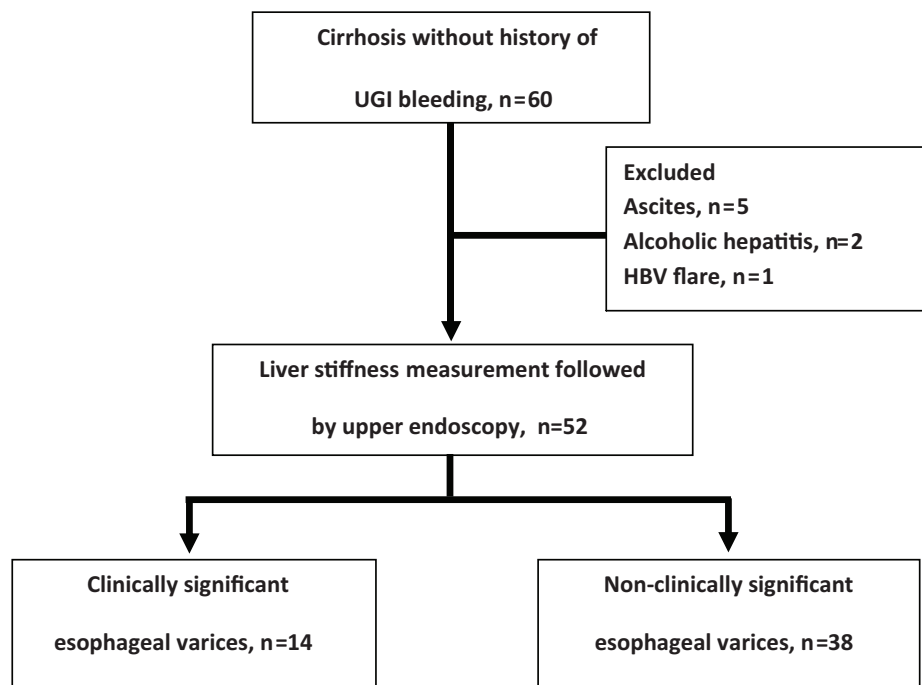 Cirrhosis without history of
UGI bleeding, n=60
Excluded
Ascites, n=5
Alcoholic hepatitis, n=2
HBV flare, n=1
Liver stiffness measurement followed
by upper endoscopy, n=52
Clinically significant
esophageal varices, n=14
Non-clinically significant
esophageal varices, n=38